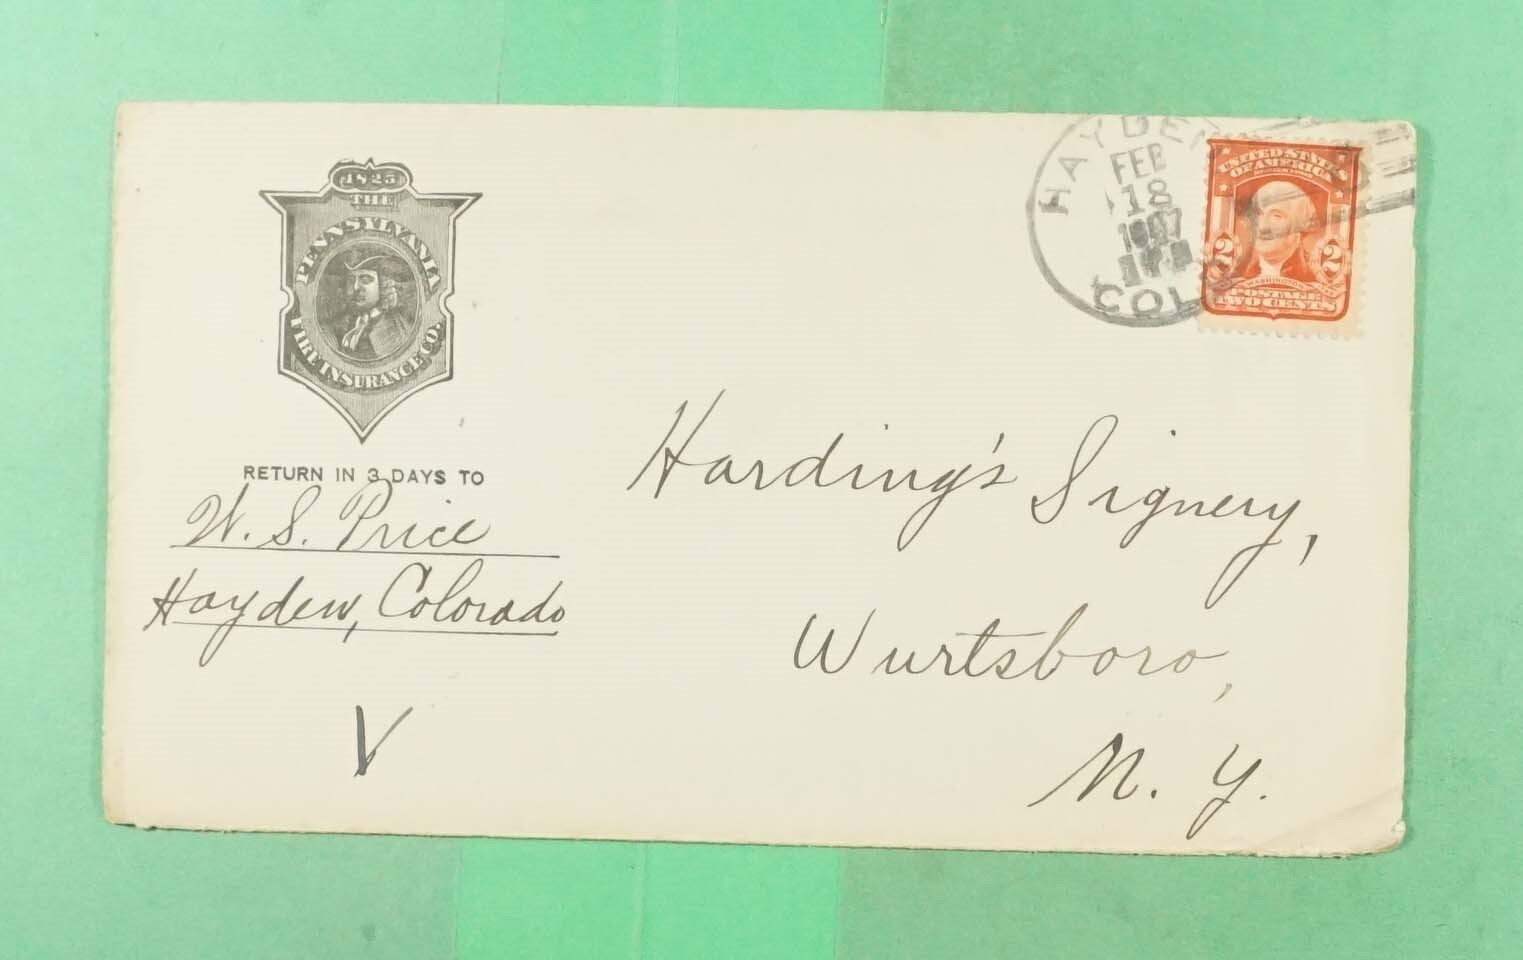 1825
THE
PENNSYLVANIA
FIRE INSURANCE CO.
RETURN IN 3 DAYS TO
W. S. Price
Hayden, Colorado
V
HAYDEN
FEB
18
1907
COLO
UNITED STATES
OF AMERICA
2 2
WASHINGTON
POSTAGE
TWO CENTS
Harding's Signery,
Wurtsboro,
N. Y.